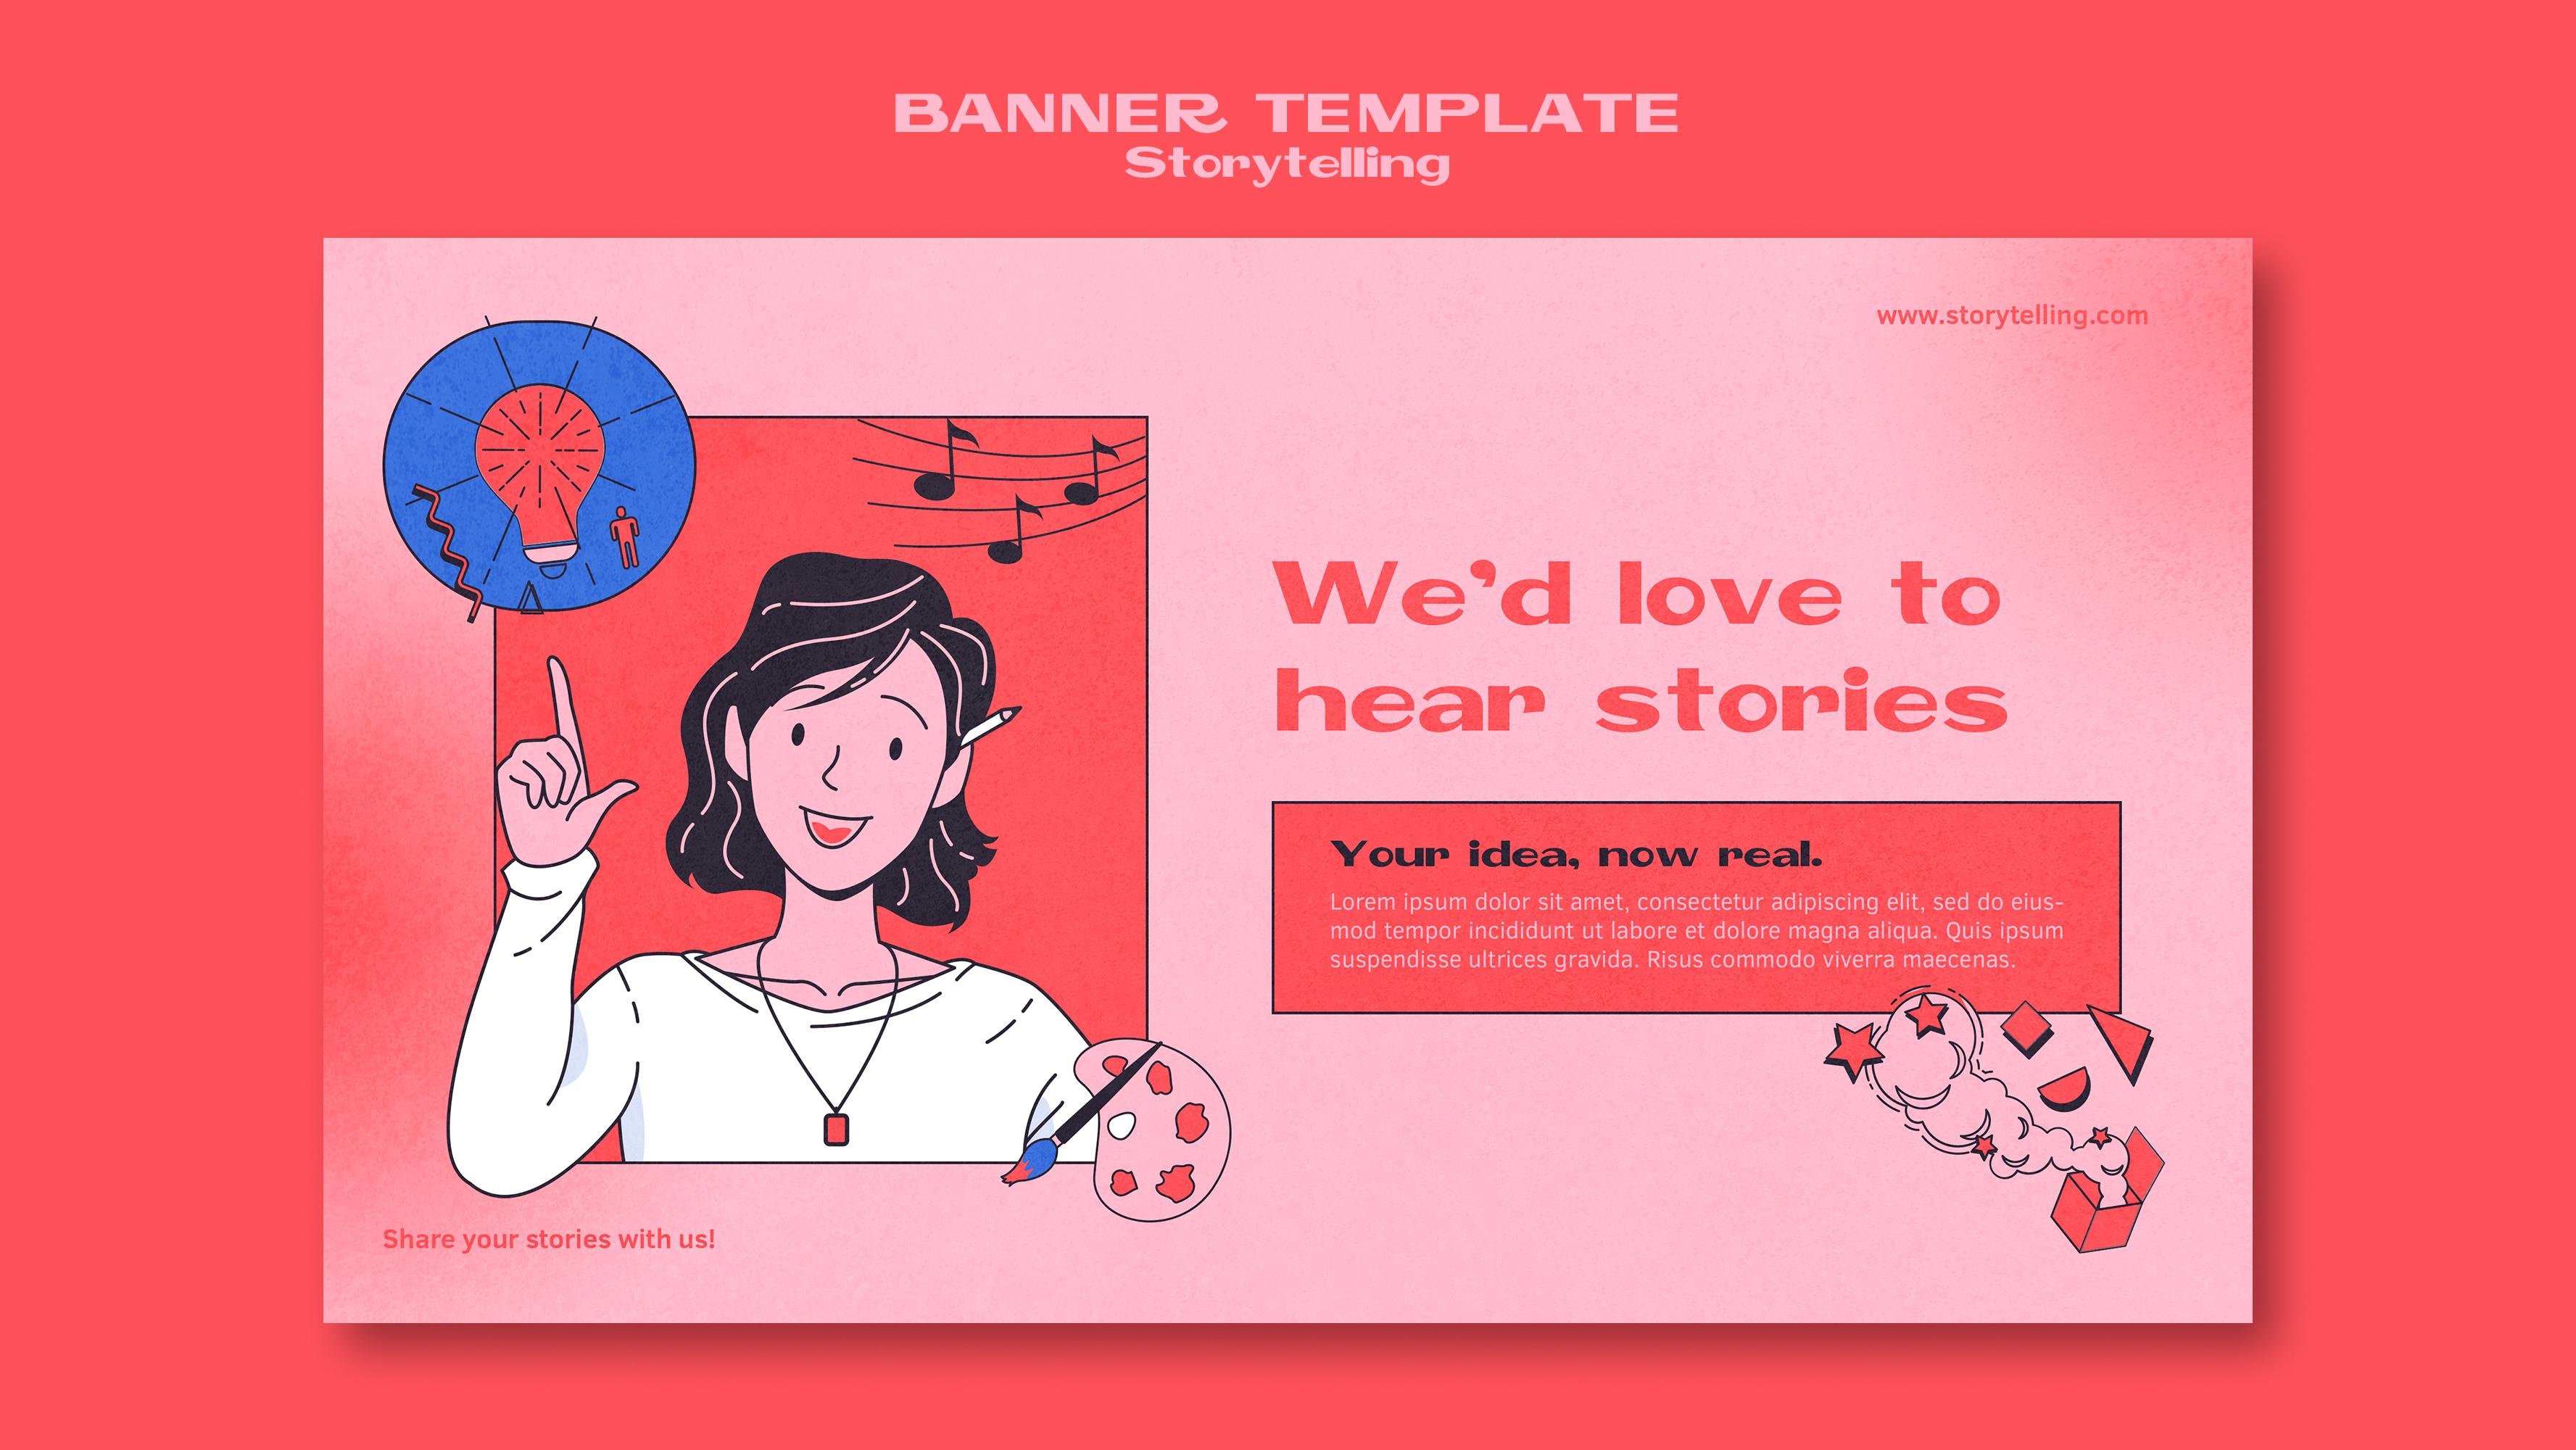 BANNER TEMPLATE
Storytelling
www.storytelling.com
We’d love to
hear stories
Your idea, now real.
Lorem ipsum dolor sit amet, consectetur adipiscing elit, sed do eius-
mod tempor incididunt ut labore et dolore magna aliqua. Quis ipsum
suspendisse ultrices gravida. Risus commodo viverra maecenas.
Share your stories with us!